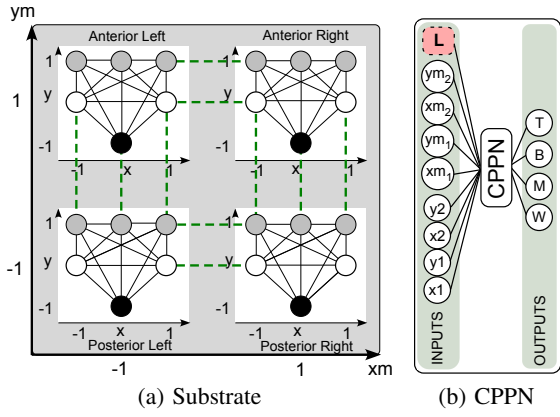 ym
Anterior Left
Anterior Right
1
y
-1
-1 x 1
1
y
-1
-1 x 1
1
1
y
-1
-1 x 1
Posterior Left
1
y
-1
-1 x 1
Posterior Right
-1
-1
1
xm
(a) Substrate
L
ym2
xm2
ym1
xm1
y2
x2
y1
x1
INPUTS
CPPN
T
B
M
W
OUTPUTS
(b) CPPN